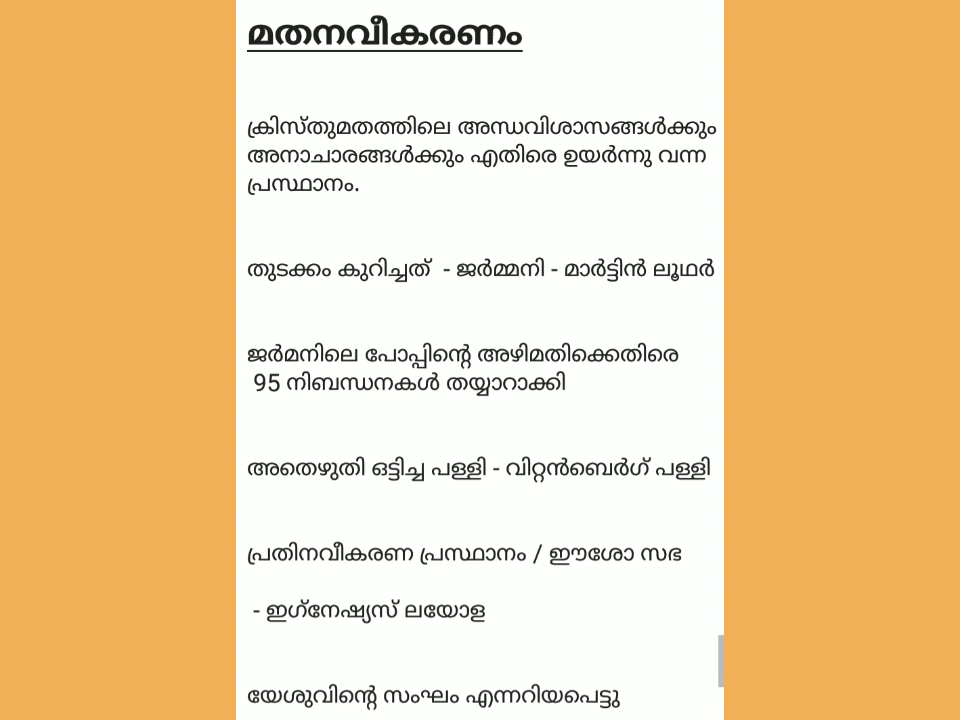 മതനവീകരണം
ക്രിസ്തുമതത്തിലെ അന്ധവിശാസങ്ങൾക്കും
അനാചാരങ്ങൾക്കും എതിരെ ഉയർന്നു വന്ന
പ്രസ്ഥാനം.
തുടക്കം കുറിച്ചത് - ജർമ്മനി - മാർട്ടിൻ ലൂഥർ
ജർമനിലെ പോപ്പിന്റെ അഴിമതിക്കെതിരെ
95 നിബന്ധനകൾ തയ്യാറാക്കി
അതെഴുതി ഒട്ടിച്ച പള്ളി - വിറ്റൻബെർഗ് പള്ളി
പ്രതിനവീകരണ പ്രസ്ഥാനം / ഈശോ സഭ
- ഇഗ്നേഷ്യസ് ലയോള
യേശുവിന്റെ സംഘം എന്നറിയപെട്ടു